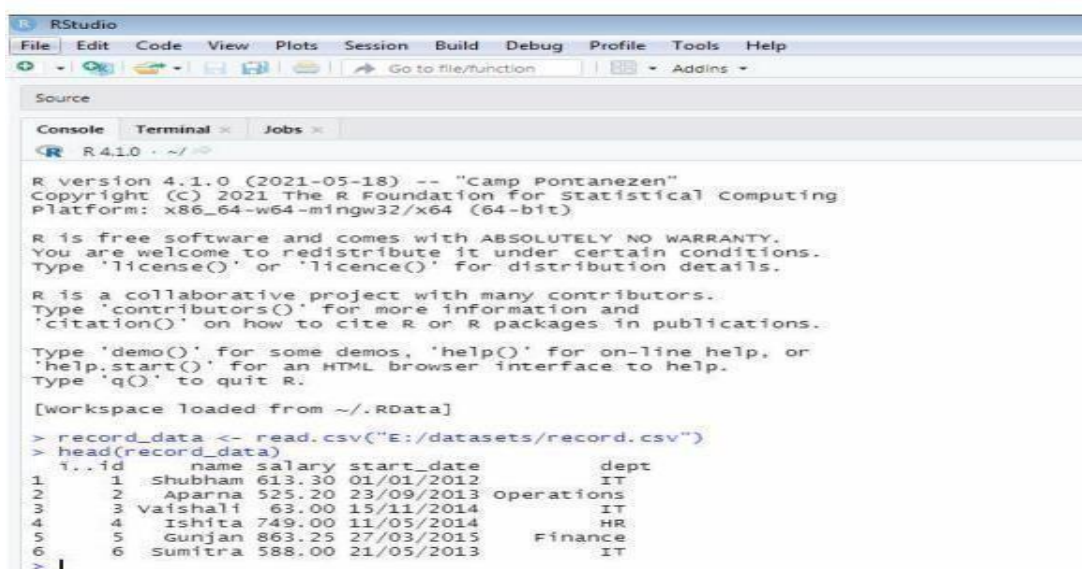 RStudio
File Edit Code View Plots Session Build Debug Profile Tools Help
Go to file/function Addins
Source
Console Terminal Jobs
R 4.1.0 · ~/
R version 4.1.0 (2021-05-18) -- "Camp Pontanezen"
Copyright (C) 2021 The R Foundation for Statistical Computing
Platform: x86_64-w64-mingw32/x64 (64-bit)
R is free software and comes with ABSOLUTELY NO WARRANTY.
You are welcome to redistribute it under certain conditions.
Type 'license()' or 'licence()' for distribution details.
R is a collaborative project with many contributors.
Type 'contributors()' for more information and
'citation()' on how to cite R or R packages in publications.
Type 'demo()' for some demos, 'help()' for on-line help, or
'help.start()' for an HTML browser interface to help.
Type 'q()' to quit R.
[Workspace loaded from ~/.RData]
> record_data <- read.csv("E:/datasets/record.csv")
> head(record_data)
ï..id name salary start_date dept
1 1 Shubham 613.30 01/01/2012 IT
2 2 Aparna 525.20 23/09/2013 Operations
3 3 Vaishali 63.00 15/11/2014 IT
4 4 Ishita 749.00 11/05/2014 HR
5 5 Gunjan 863.25 27/03/2015 Finance
6 6 Sumitra 588.00 21/05/2013 IT
>